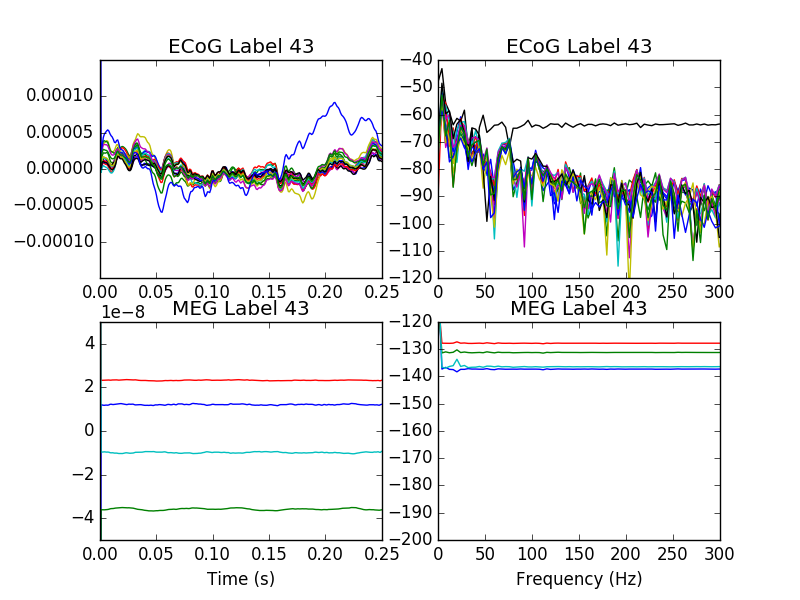 ECoG Label 43
ECoG Label 43
0.00010
0.00005
0.00000
−0.00005
−0.00010
0.00 0.05 0.10 0.15 0.20 0.25
−40
−50
−60
−70
−80
−90
−100
−110
−120
0 50 100 150 200 250 300
1e−8
MEG Label 43
MEG Label 43
4
2
0
−2
−4
0.00 0.05 0.10 0.15 0.20 0.25
Time (s)
−120
−130
−140
−150
−160
−170
−180
−190
−200
0 50 100 150 200 250 300
Frequency (Hz)